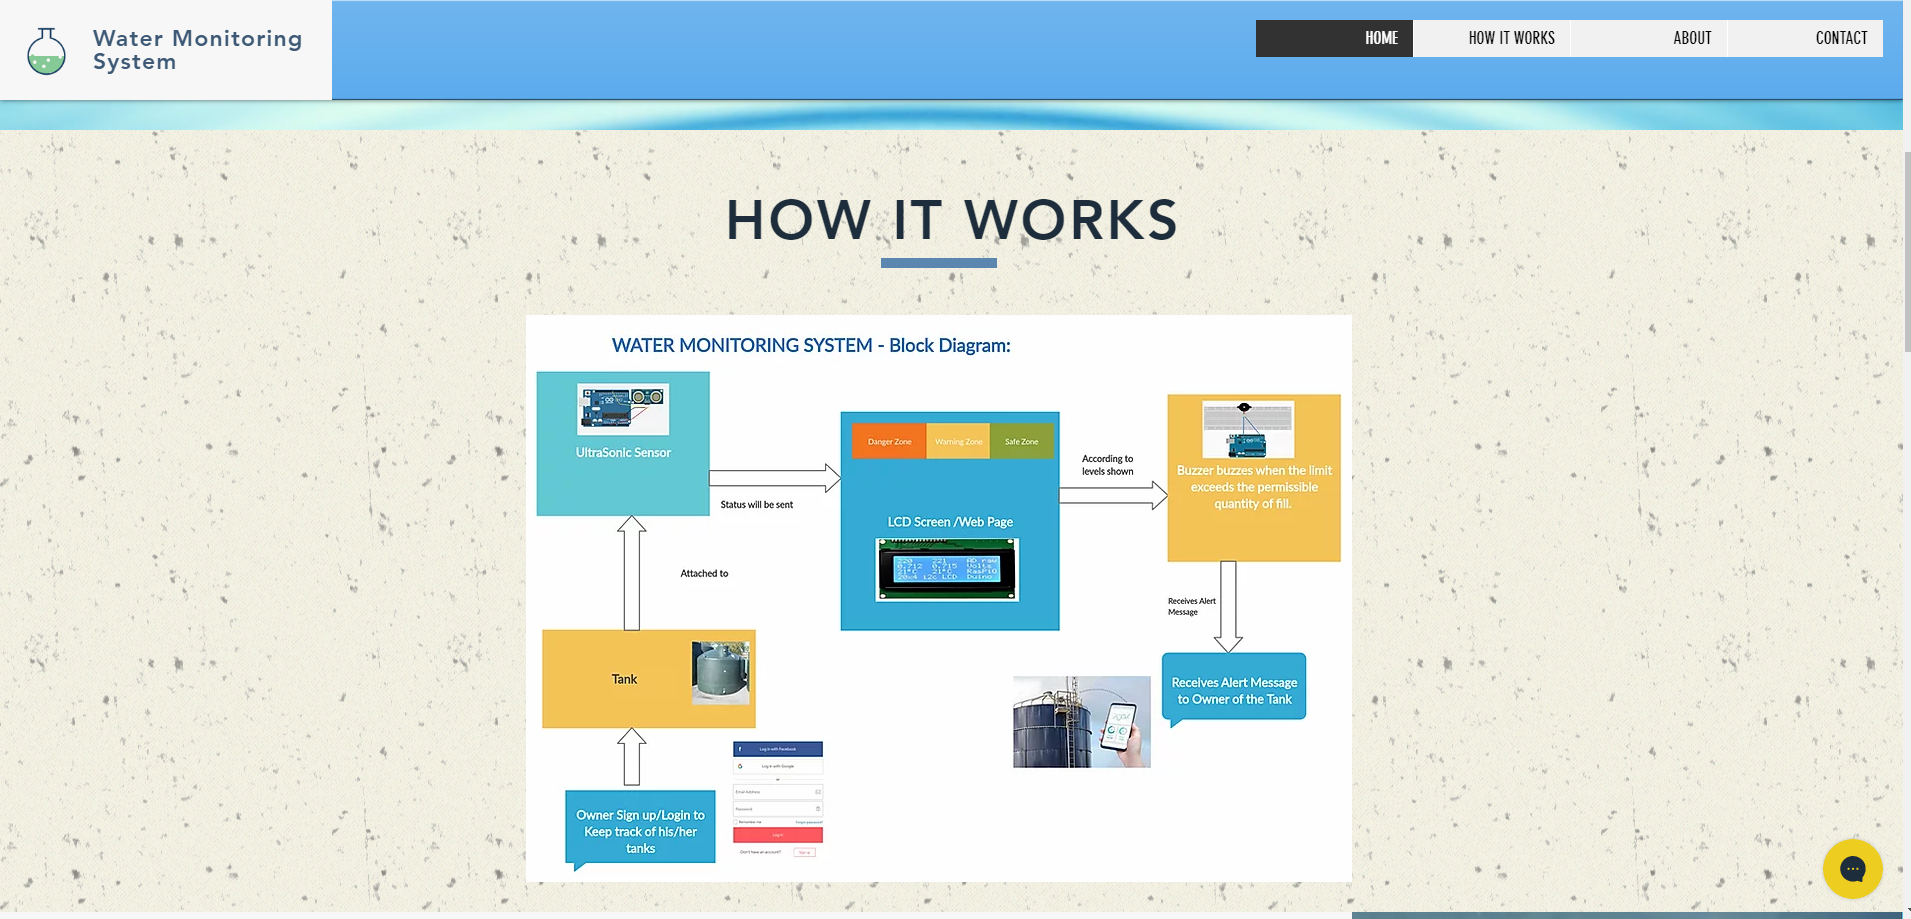 Water Monitoring
System
HOME
HOW IT WORKS
ABOUT
CONTACT
HOW IT WORKS
WATER MONITORING SYSTEM - Block Diagram:
UltraSonic Sensor
Status will be sent
Danger Zone
Warning Zone
Safe Zone
LCD Screen /Web Page
According to
levels shown
Buzzer buzzes when the limit
exceeds the permissible
quantity of fill.
Attached to
Receives Alert
Message
Tank
Receives Alert Message
to Owner of the Tank
Owner Sign up/Login to
Keep track of his/her
tanks
Log in with Facebook
Log in with Google
or
Email Address
Password
Remember me
Forgot password?
Log in
Don't have an account?
Sign up